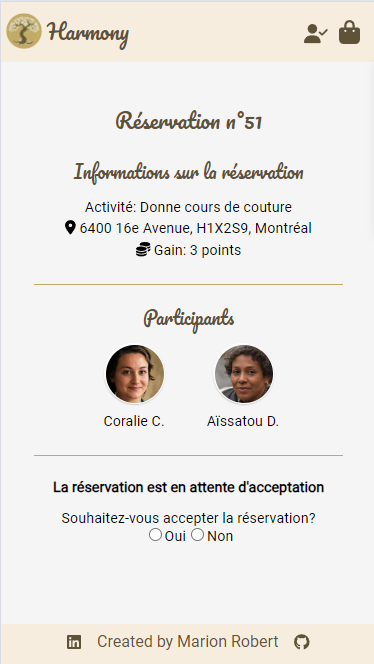 Harmony
Réservation n°51
Informations sur la réservation
Activité: Donne cours de couture
6400 16e Avenue, H1X2S9, Montréal
Gain: 3 points
Participants
Coralie C. Aïssatou D.
La réservation est en attente d'acceptation
Souhaitez-vous accepter la réservation?
Oui Non
Created by Marion Robert